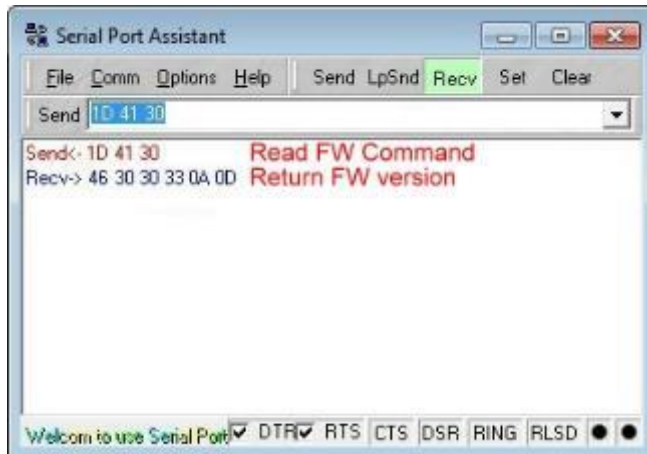 Serial Port Assistant
File Comm Options Help Send LpSnd Recv Set Clear
Send 1D 41 30
Send<- 1D 41 30 Read FW Command
Recv-> 46 30 30 33 0A 0D Return FW version
Welcom to use Serial Port DTR RTS CTS DSR RING RLSD